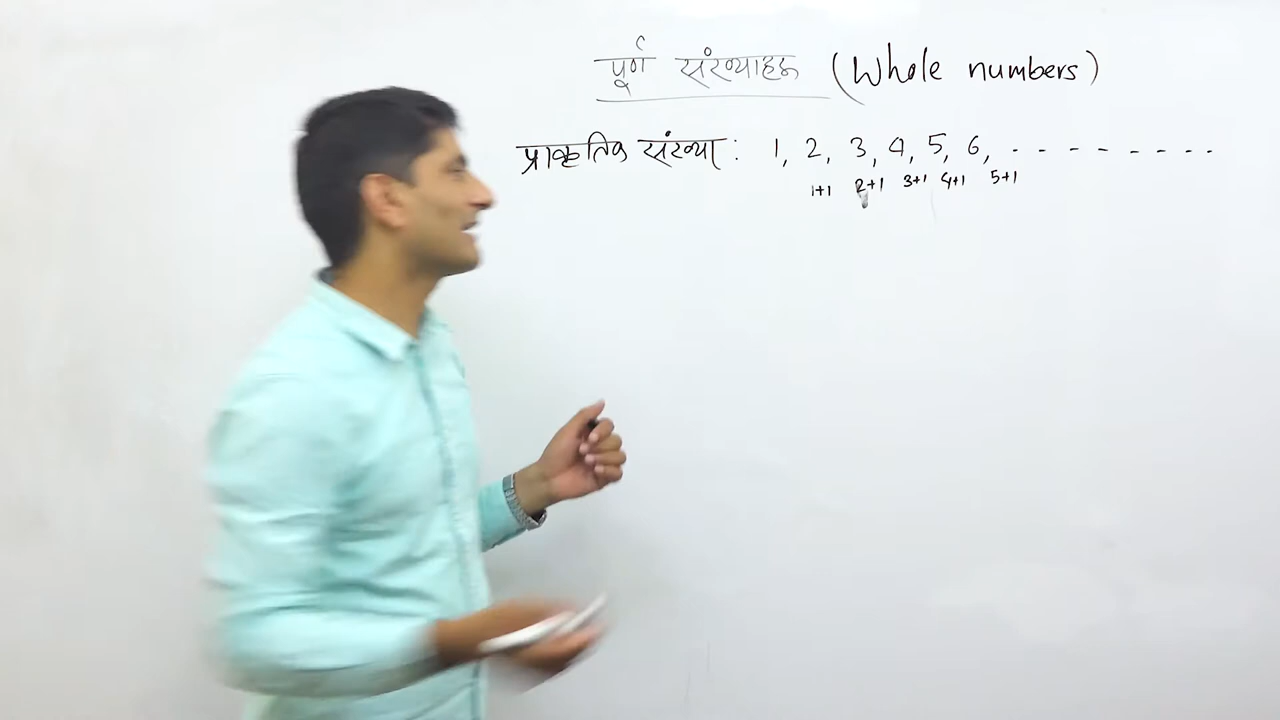 पूर्ण संख्याहरू (Whole numbers)
प्राकृतिक संख्या : 1, 2, 3, 4, 5, 6, - - - - - - - -
1+1 2+1 3+1 4+1 5+1